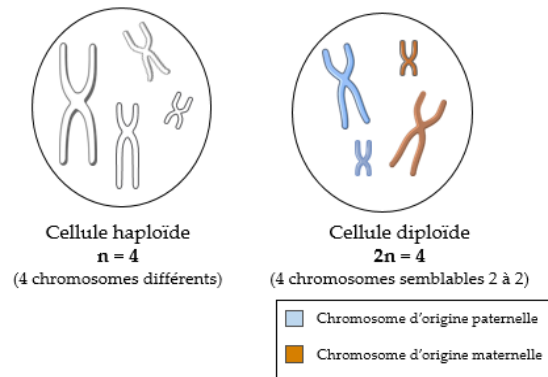 Cellule haploïde
n = 4
(4 chromosomes différents)
Cellule diploïde
2n = 4
(4 chromosomes semblables 2 à 2)
Chromosome d'origine paternelle
Chromosome d'origine maternelle